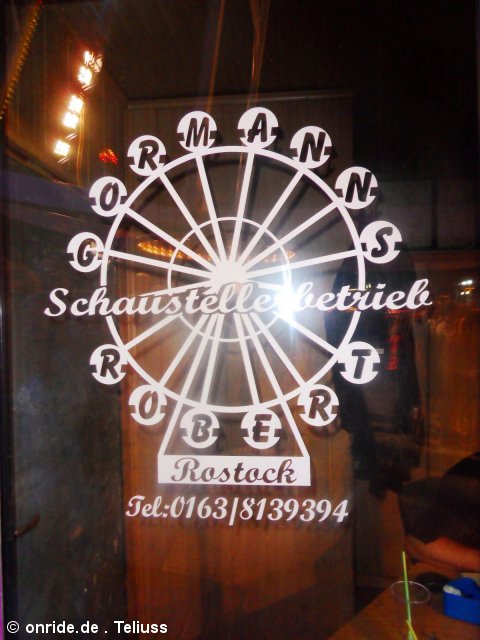 GORMANNS
Schaustellerbetrieb
ROBERT
Rostock
Tel:0163/8139394
© onride.de . Teliuss